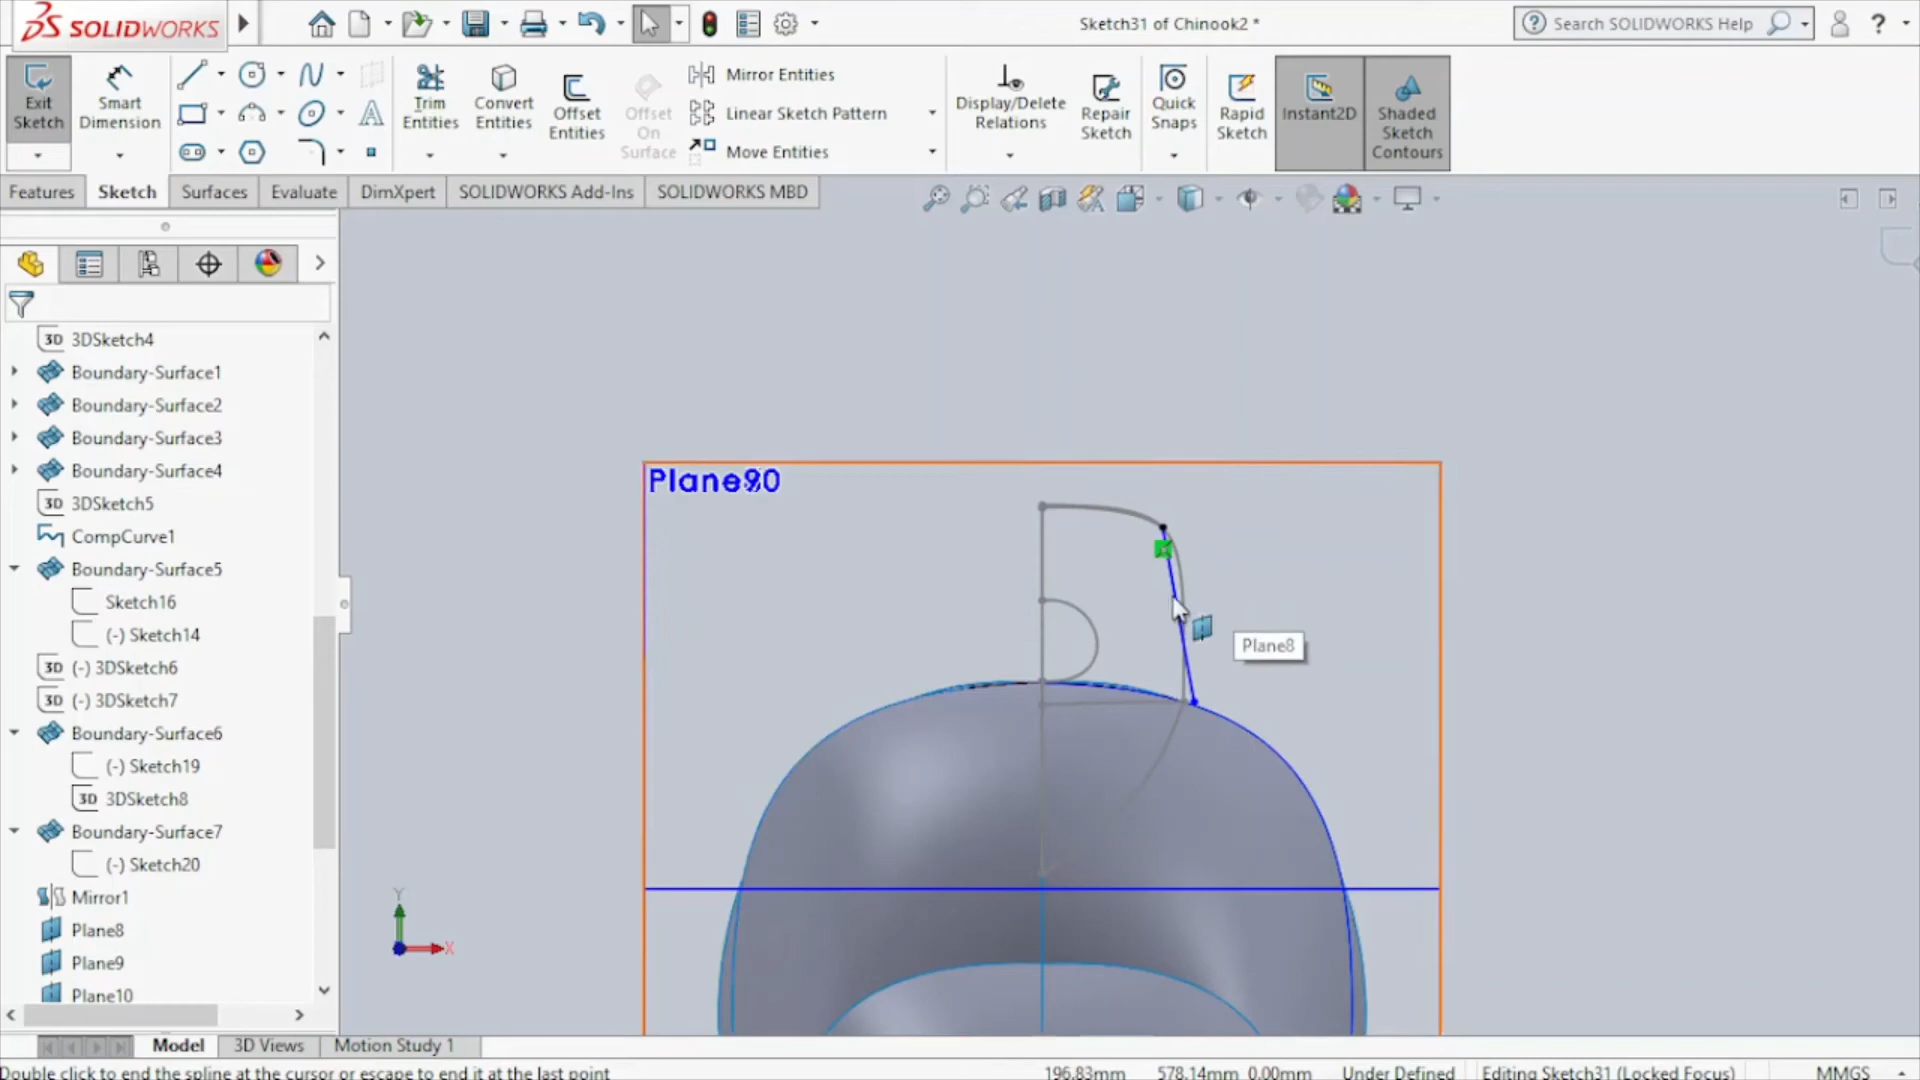 SOLIDWORKS
Sketch31 of Chinook2 *
Search SOLIDWORKS Help
?
Exit Sketch
Smart Dimension
Trim Entities
Convert Entities
Offset Entities
Offset On Surface
Mirror Entities
Linear Sketch Pattern
Move Entities
Display/Delete Relations
Repair Sketch
Quick Snaps
Rapid Sketch
Instant2D
Shaded Sketch Contours
Features
Sketch
Surfaces
Evaluate
DimXpert
SOLIDWORKS Add-Ins
SOLIDWORKS MBD
3D 3DSketch4
Boundary-Surface1
Boundary-Surface2
Boundary-Surface3
Boundary-Surface4
3D 3DSketch5
CompCurve1
Boundary-Surface5
Sketch16
(-) Sketch14
3D (-) 3DSketch6
3D (-) 3DSketch7
Boundary-Surface6
(-) Sketch19
3D 3DSketch8
Boundary-Surface7
(-) Sketch20
Mirror1
Plane8
Plane9
Plane10
Plane8
Y
X
Model
3D Views
Motion Study 1
Double click to end the spline at the cursor or escape to end it at the last point
196.83mm
578.14mm
0.00mm
Under Defined
Editing Sketch31 (Locked Focus)
MMGS